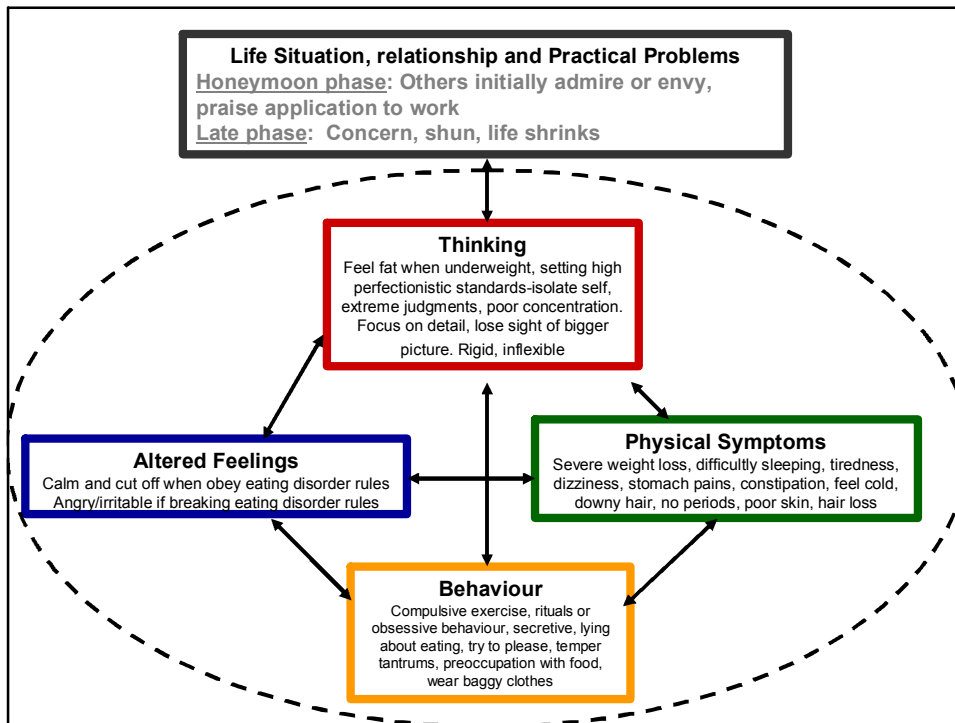 Life Situation, relationship and Practical Problems
Honeymoon phase: Others initially admire or envy,
praise application to work
Late phase:  Concern, shun, life shrinks
Thinking
Feel fat when underweight, setting high
perfectionistic standards-isolate self,
extreme judgments, poor concentration.
Focus on detail, lose sight of bigger
picture. Rigid, inflexible
Altered Feelings
Calm and cut off when obey eating disorder rules
Angry/irritable if breaking eating disorder rules
Physical Symptoms
Severe weight loss, difficultly sleeping, tiredness,
dizziness, stomach pains, constipation, feel cold,
downy hair, no periods, poor skin, hair loss
Behaviour
Compulsive exercise, rituals or
obsessive behaviour, secretive, lying
about eating, try to please, temper
tantrums, preoccupation with food,
wear baggy clothes